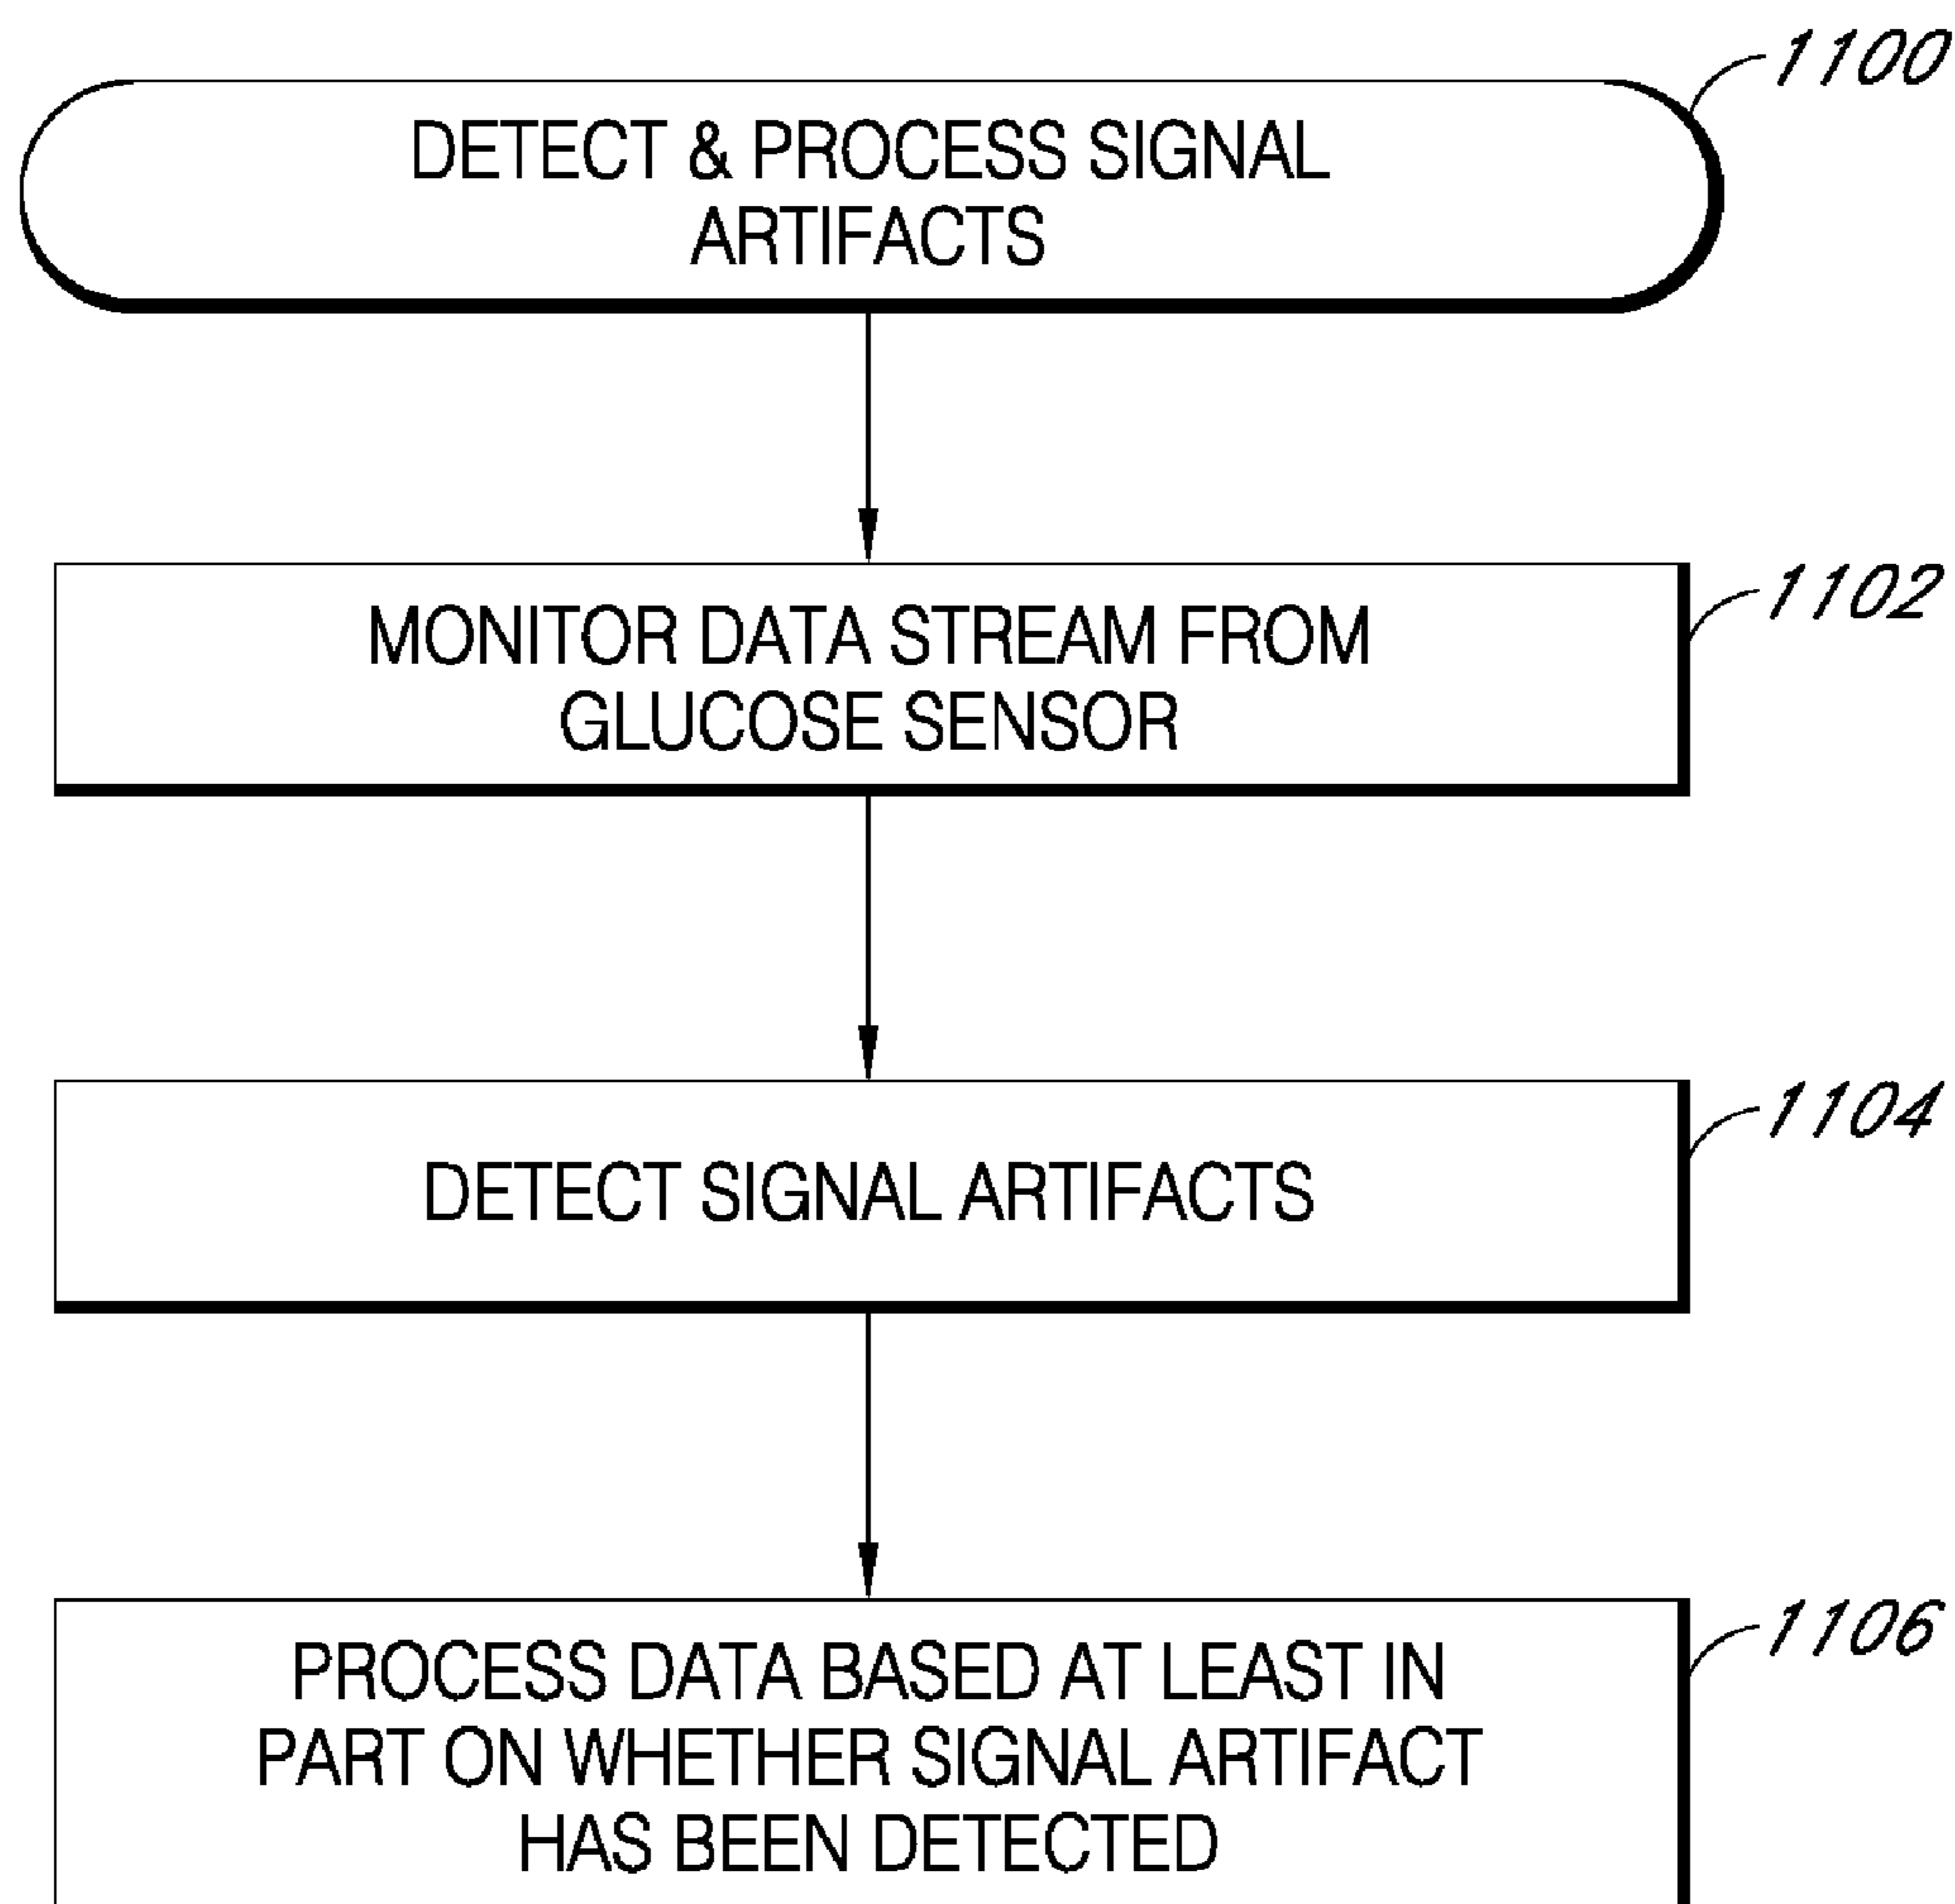 1100
DETECT & PROCESS SIGNAL
ARTIFACTS
1102
MONITOR DATA STREAM FROM
GLUCOSE SENSOR
1104
DETECT SIGNAL ARTIFACTS
1106
PROCESS DATA BASED AT LEAST IN
PART ON WHETHER SIGNAL ARTIFACT
HAS BEEN DETECTED